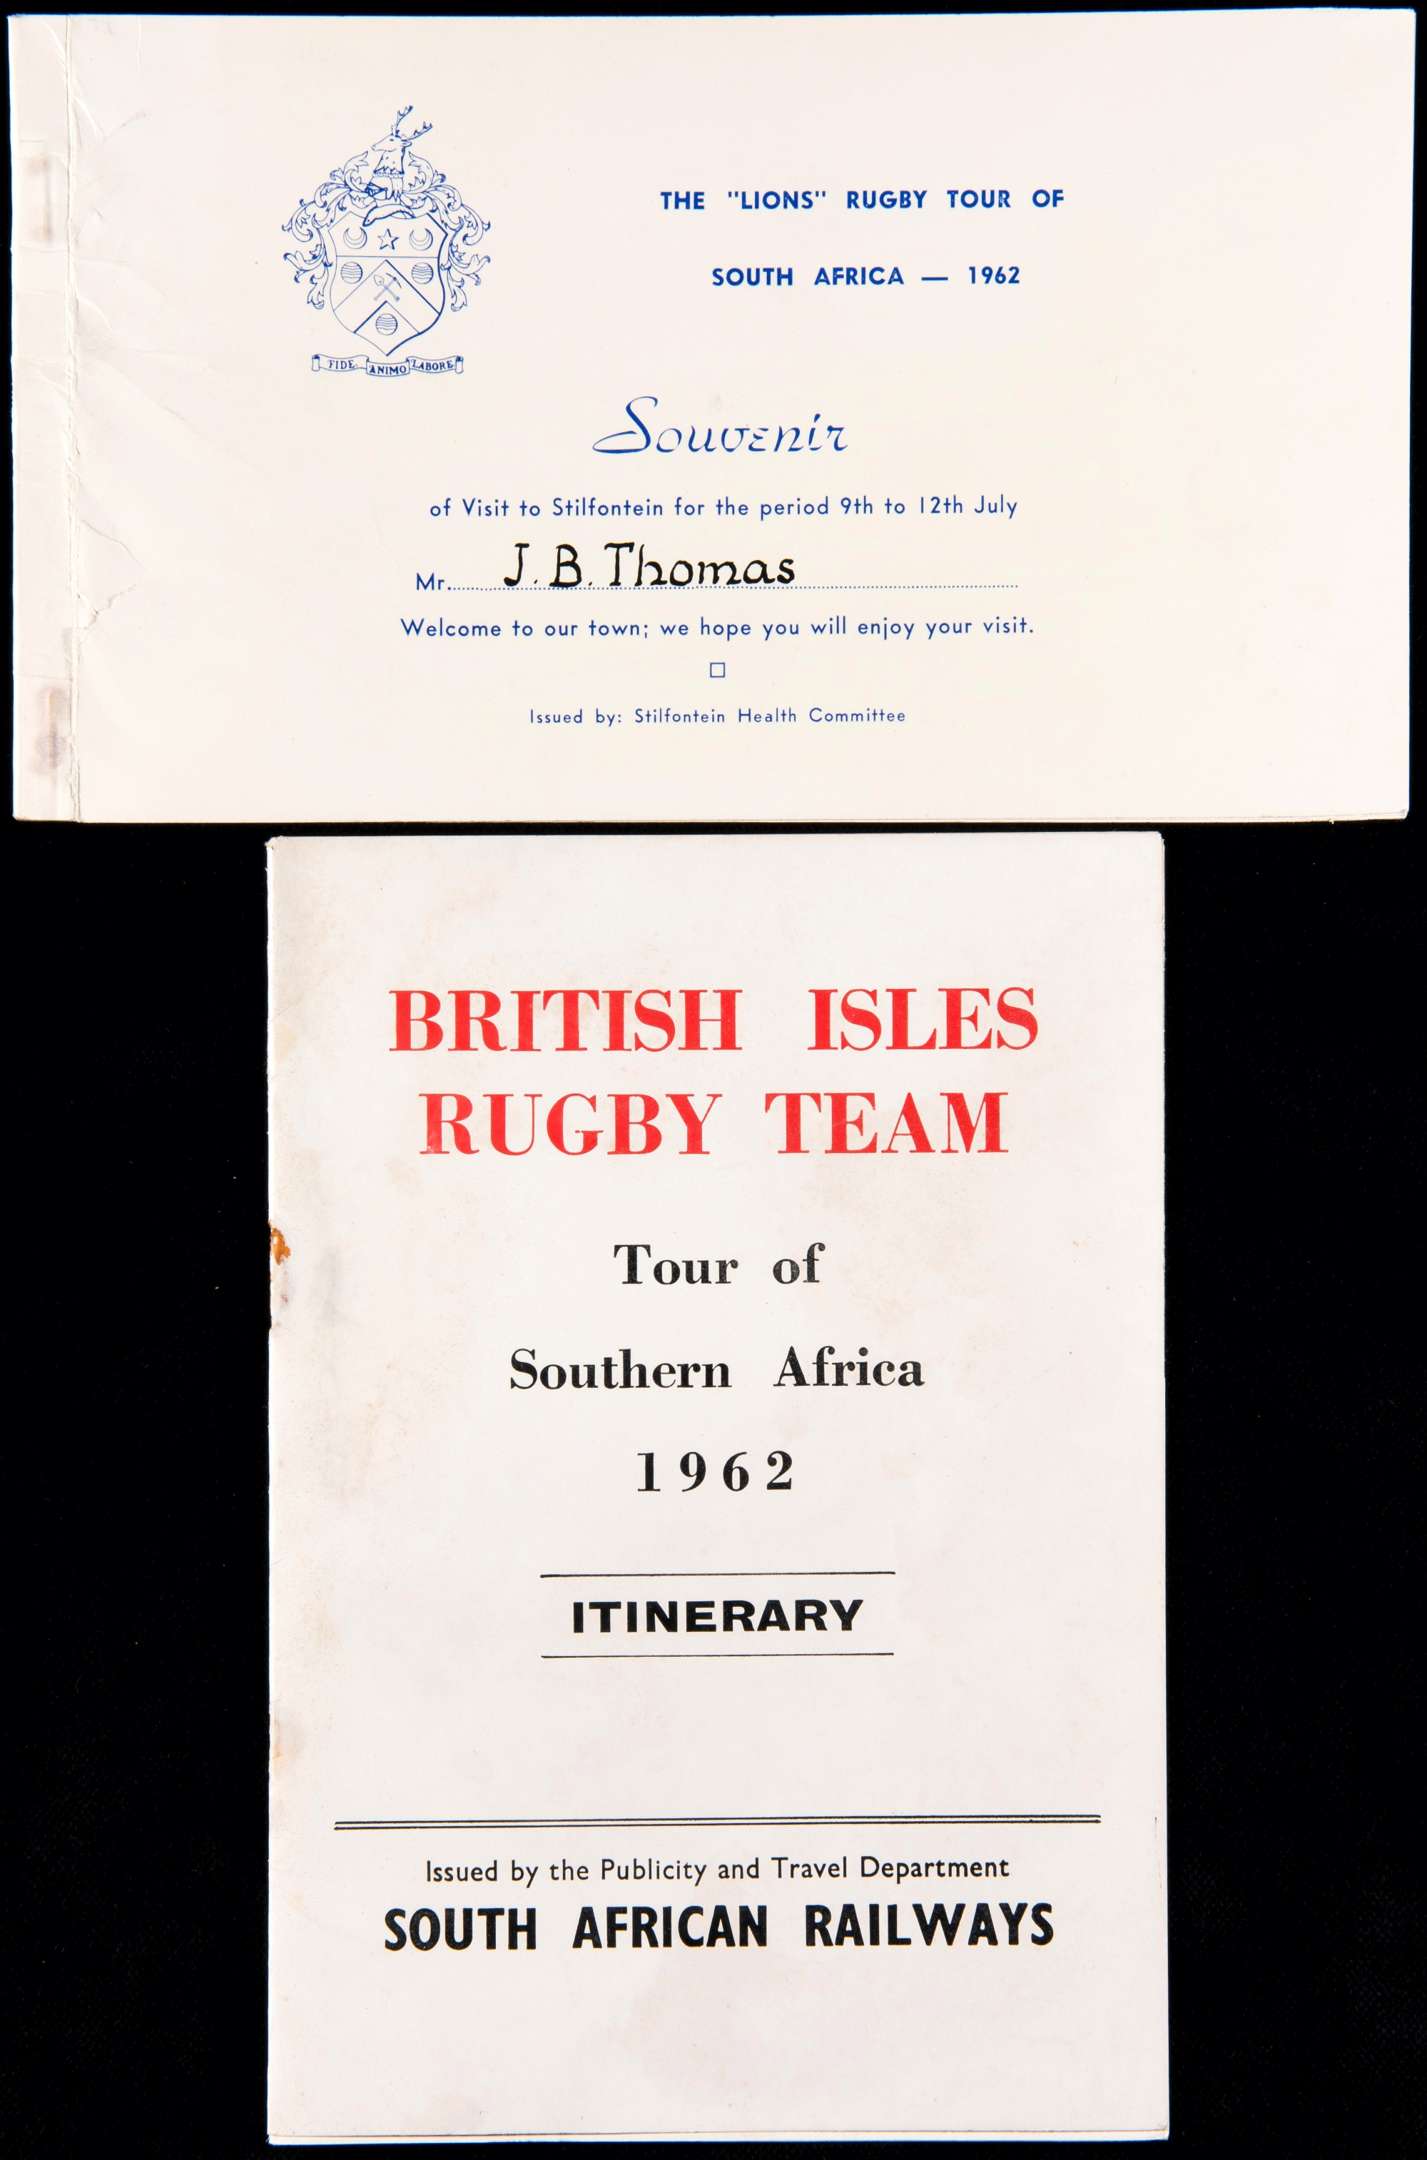 THE "LIONS" RUGBY TOUR OF
SOUTH AFRICA — 1962
FIDE ANIMO LABORE
Souvenir
of Visit to Stilfontein for the period 9th to 12th July
Mr. J. B. Thomas
Welcome to our town; we hope you will enjoy your visit.
Issued by: Stilfontein Health Committee
BRITISH ISLES
RUGBY TEAM
Tour of
Southern Africa
1962
ITINERARY
Issued by the Publicity and Travel Department
SOUTH AFRICAN RAILWAYS